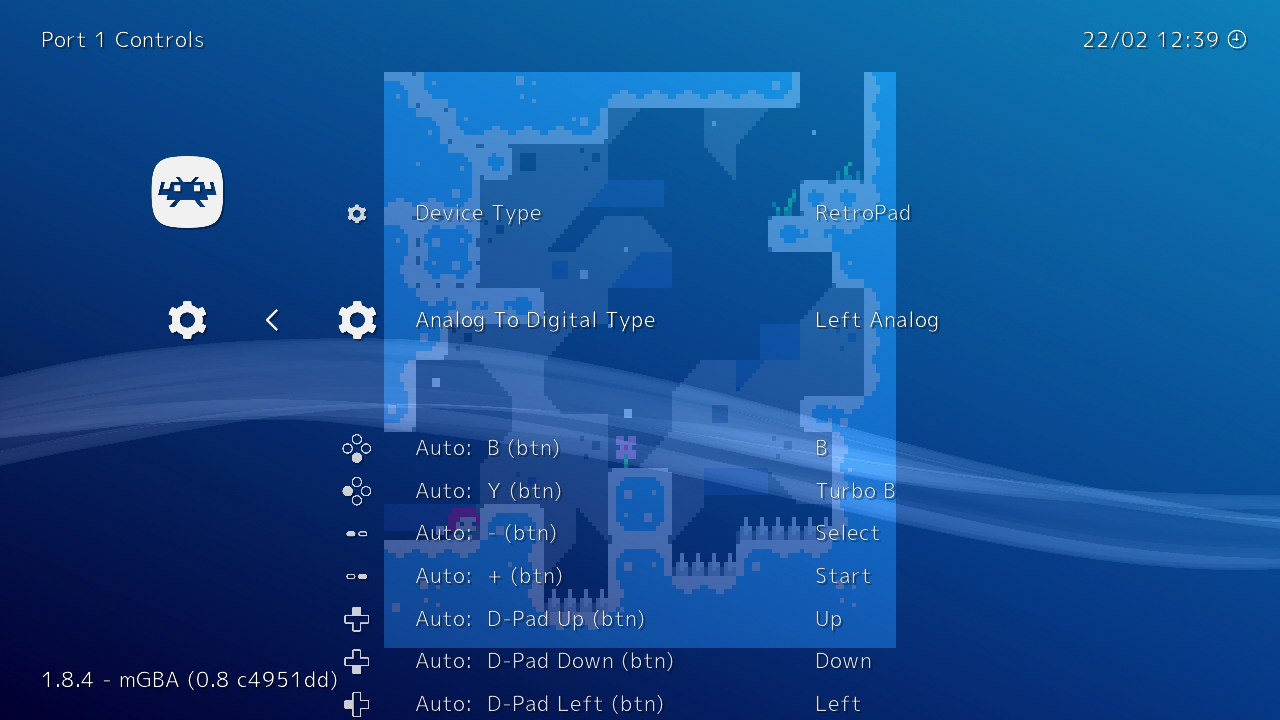 Port 1 Controls 22/02 12:39
Device Type RetroPad
Analog To Digital Type Left Analog
Auto: B (btn) B
Auto: Y (btn) Turbo B
Auto: - (btn) Select
Auto: + (btn) Start
Auto: D-Pad Up (btn) Up
Auto: D-Pad Down (btn) Down
1.8.4 - mGBA (0.8 c4951dd)
Auto: D-Pad Left (btn) Left